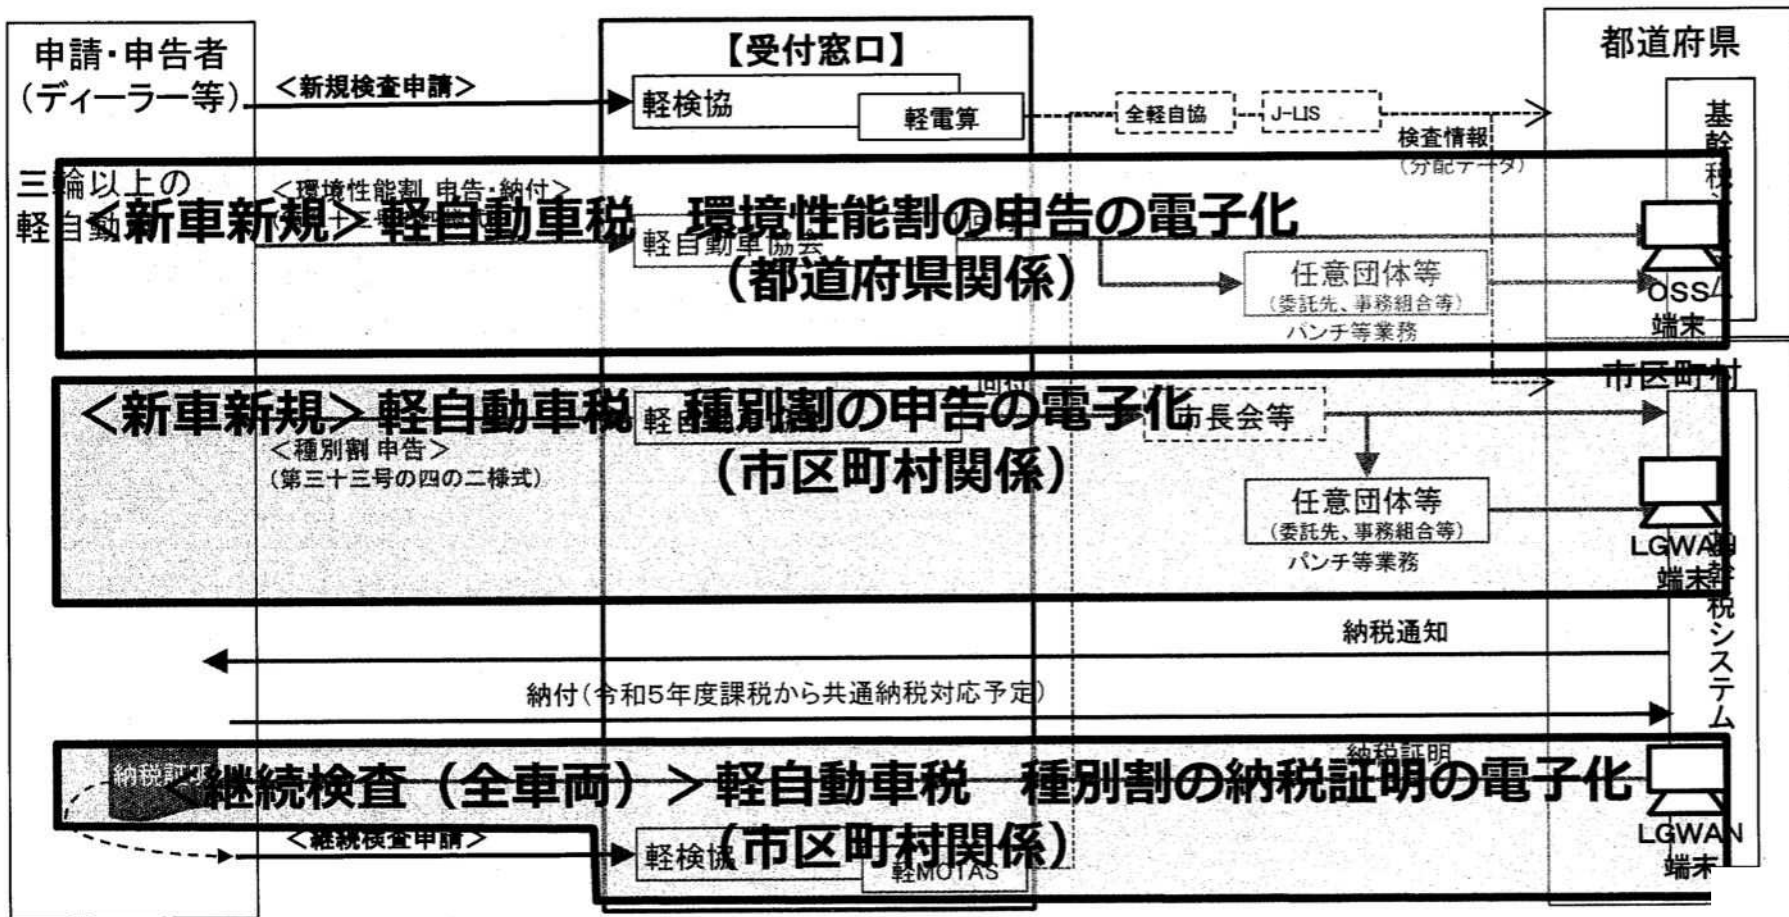 申請・申告者
(ディーラー等)
【受付窓口】
都道府県
<新規検査申請>
軽検協
軽電算
全軽自協
J-LIS
検査情報
(分配データ)
三輪以上の
軽自動
<環境性能割 申告・納付>
<新車新規>軽自動車税 環境性能割の申告の電子化
(都道府県関係)
軽自動車協会
任意団体等
(委託先、事務組合等)
パンチ等業務
OSS
端末
市区町村
<新車新規>軽自動車税 種別割の申告の電子化
(市区町村関係)
<種別割 申告>
(第三十三号の四の二様式)
市長会等
任意団体等
(委託先、事務組合等)
パンチ等業務
LGWAN
端末
基幹税システム
納税通知
納付(令和5年度課税から共通納税対応予定)
納税証明
納税証明
<継続検査(全車両)>軽自動車税 種別割の納税証明の電子化
(市区町村関係)
<継続検査申請>
軽検協
軽MOTAS
LGWAN
端末